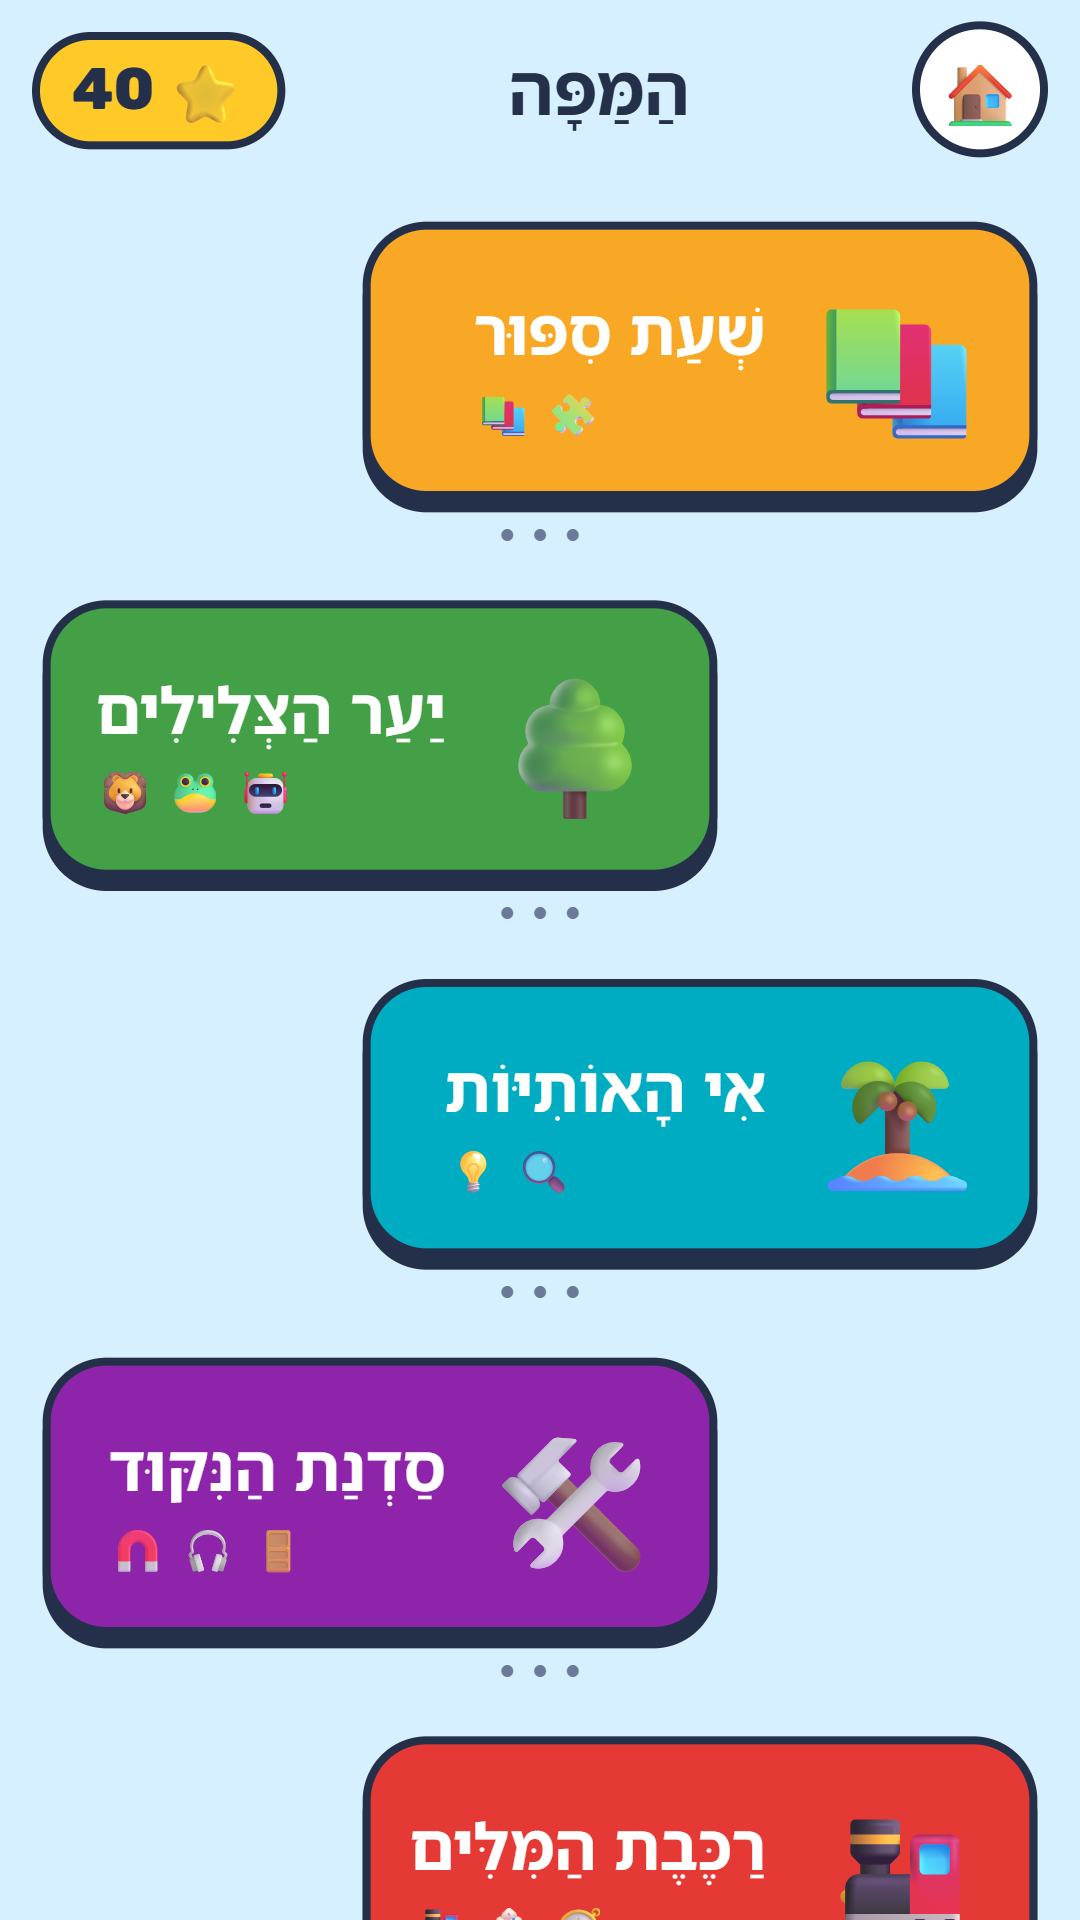 הַמַּפָּה
40
שְׁעַת סִפּוּר
יַעַר הַצְּלִילִים
אִי הָאוֹתִיּוֹת
סַדְנַת הַנִּקּוּד
רַכֶּבֶת הַמִּלִּים